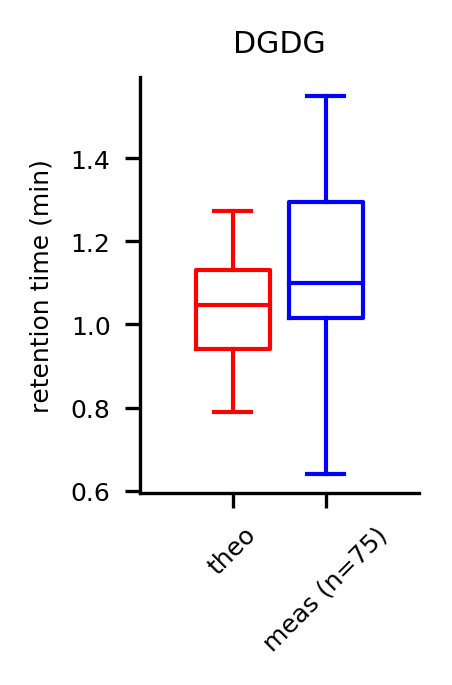 DGDG
retention time (min)
1.4
1.2
1.0
0.8
0.6
theo
meas (n=75)